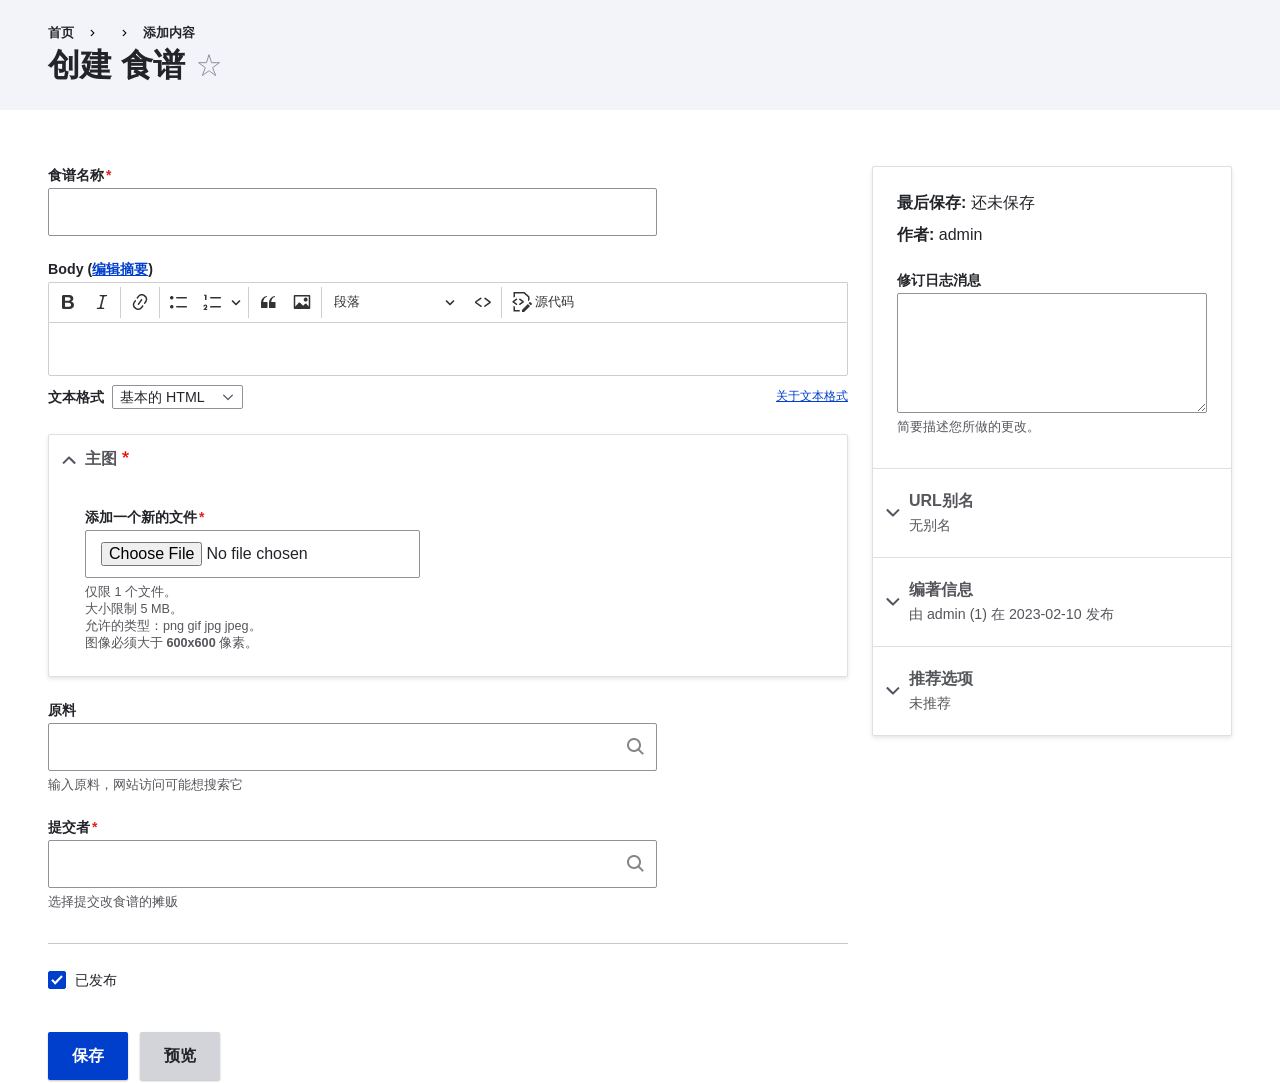 首页 › › 添加内容
创建 食谱 ☆
食谱名称*
Body (编辑摘要)
B I 段落 源代码
文本格式 基本的 HTML 关于文本格式
主图 *
添加一个新的文件*
Choose File No file chosen
仅限 1 个文件。
大小限制 5 MB。
允许的类型：png gif jpg jpeg。
图像必须大于 600x600 像素。
原料
输入原料，网站访问可能想搜索它
提交者*
选择提交改食谱的摊贩
已发布
保存 预览
最后保存: 还未保存
作者: admin
修订日志消息
简要描述您所做的更改。
URL别名
无别名
编著信息
由 admin (1) 在 2023-02-10 发布
推荐选项
未推荐